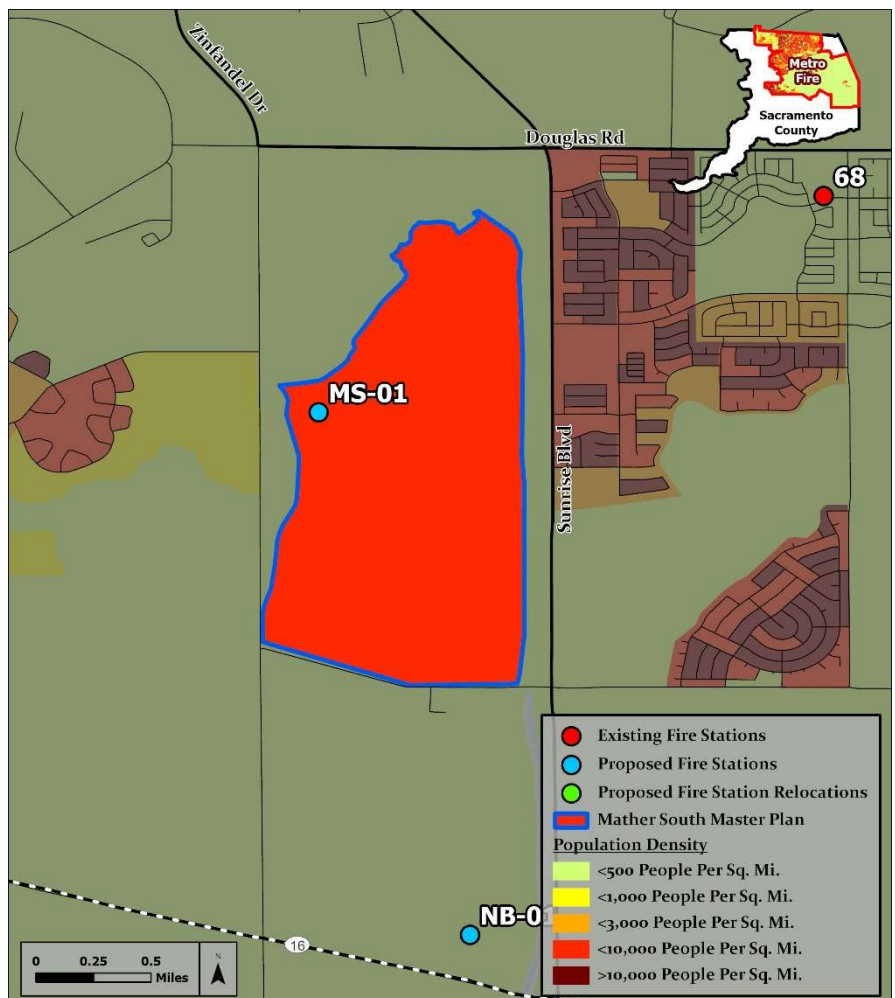 Zinfandel Dr
Metro
Fire
Sacramento
County
Douglas Rd
68
MS-01
Sunrise Blvd
Existing Fire Stations
Proposed Fire Stations
Proposed Fire Station Relocations
Mather South Master Plan
Population Density
<500 People Per Sq. Mi.
<1,000 People Per Sq. Mi.
<3,000 People Per Sq. Mi.
<10,000 People Per Sq. Mi.
>10,000 People Per Sq. Mi.
NB-01
16
0 0.25 0.5
Miles
N